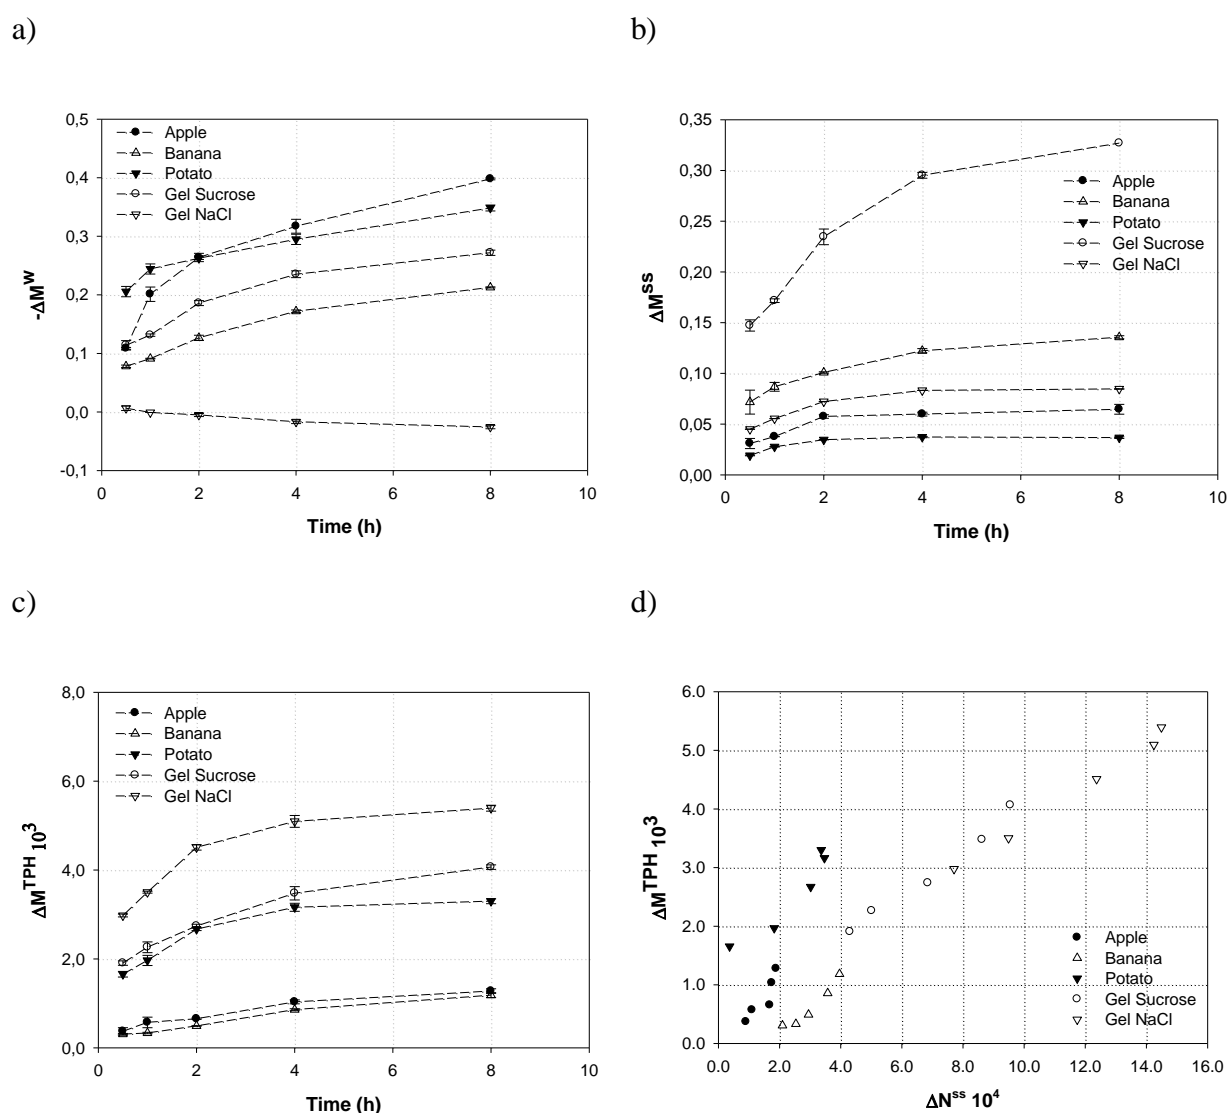 a)
0,5
0,4
0,3
0,2
0,1
0,0
-0,1
-ΔM^W
Apple
Banana
Potato
Gel Sucrose
Gel NaCl
0 2 4 6 8 10
Time (h)
b)
0,35
0,30
0,25
0,20
0,15
0,10
0,05
0,00
ΔM^SS
Apple
Banana
Potato
Gel Sucrose
Gel NaCl
0 2 4 6 8 10
Time (h)
c)
8,0
6,0
4,0
2,0
0,0
ΔM^TPH 10^3
Apple
Banana
Potato
Gel Sucrose
Gel NaCl
0 2 4 6 8 10
Time (h)
d)
6.0
5.0
4.0
3.0
2.0
1.0
0.0
ΔM^TPH 10^3
Apple
Banana
Potato
Gel Sucrose
Gel NaCl
0.0 2.0 4.0 6.0 8.0 10.0 12.0 14.0 16.0
ΔN^ss 10^4